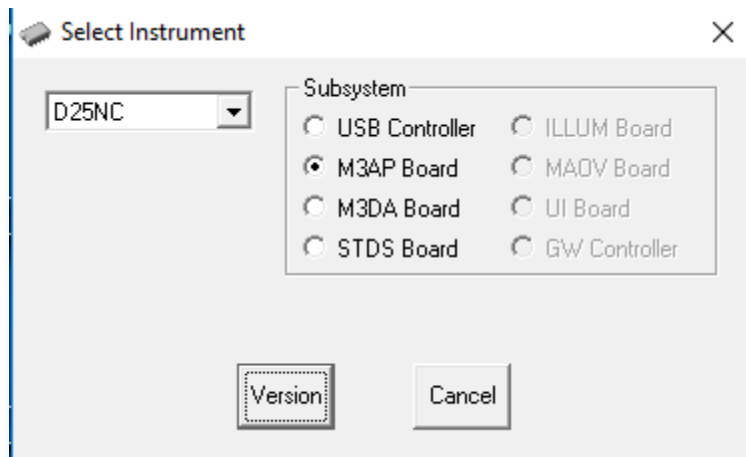 Select Instrument
D25NC
Subsystem
USB Controller
ILLUM Board
M3AP Board
MAOV Board
M3DA Board
UI Board
STDS Board
GW Controller
Version
Cancel